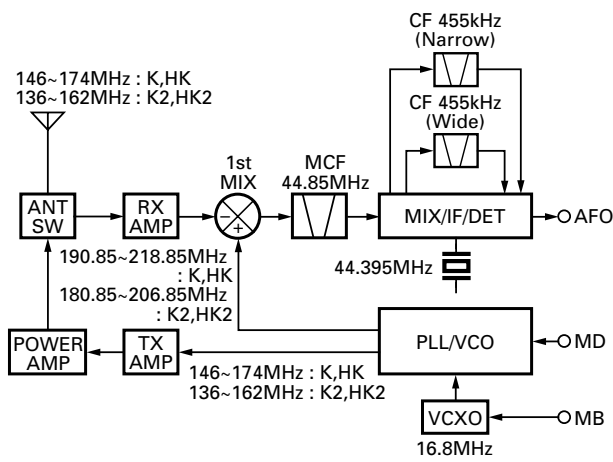 CF 455kHz
(Narrow)
146~174MHz : K,HK
136~162MHz : K2,HK2
CF 455kHz
(Wide)
1st
MIX
MCF
44.85MHz
ANT
SW
RX
AMP
−
+
MIX/IF/DET
AFO
190.85~218.85MHz
: K,HK
180.85~206.85MHz
: K2,HK2
44.395MHz
POWER
AMP
TX
AMP
PLL/VCO
MD
146~174MHz : K,HK
136~162MHz : K2,HK2
VCXO
MB
16.8MHz